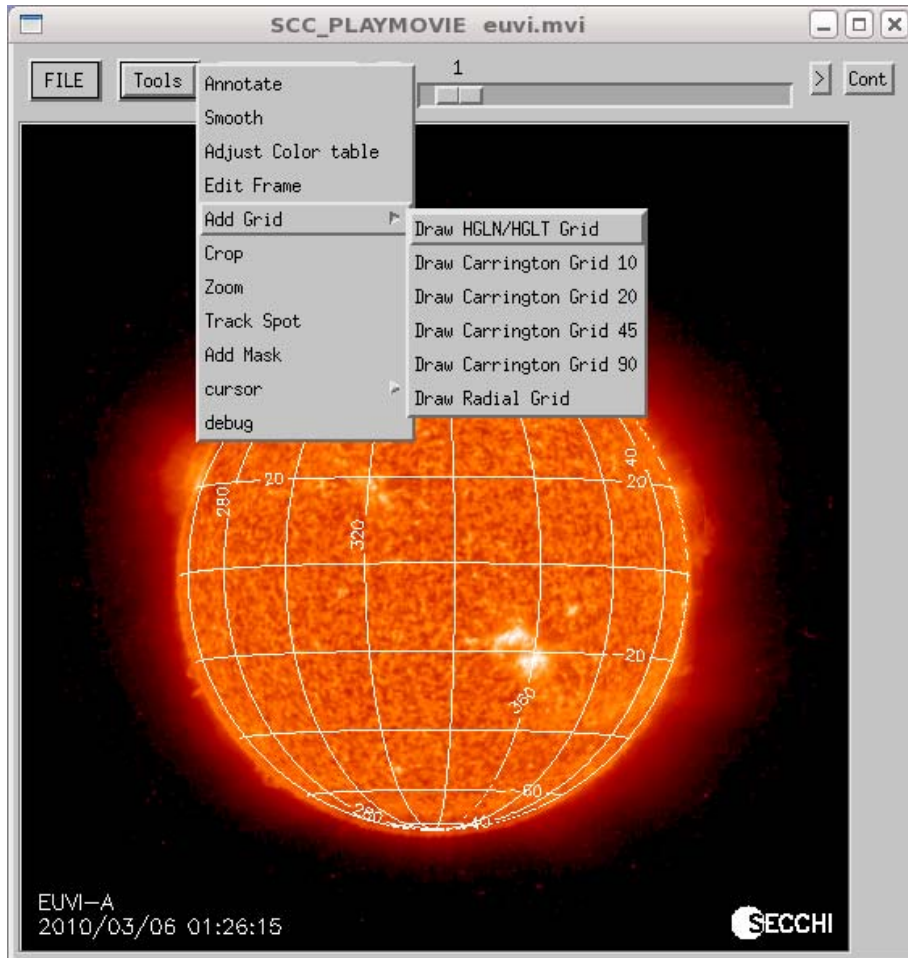 SCC_PLAYMOVIE euvi.mvi
FILE Tools 1 > Cont
Annotate
Smooth
Adjust Color table
Edit Frame
Add Grid
Draw HGLN/HGLT Grid
Draw Carrington Grid 10
Draw Carrington Grid 20
Draw Carrington Grid 45
Draw Carrington Grid 90
Draw Radial Grid
Crop
Zoom
Track Spot
Add Mask
cursor
debug
40
20 20
280
320
-20
360
-60
280 40
EUVI-A
2010/03/06 01:26:15
SECCHI